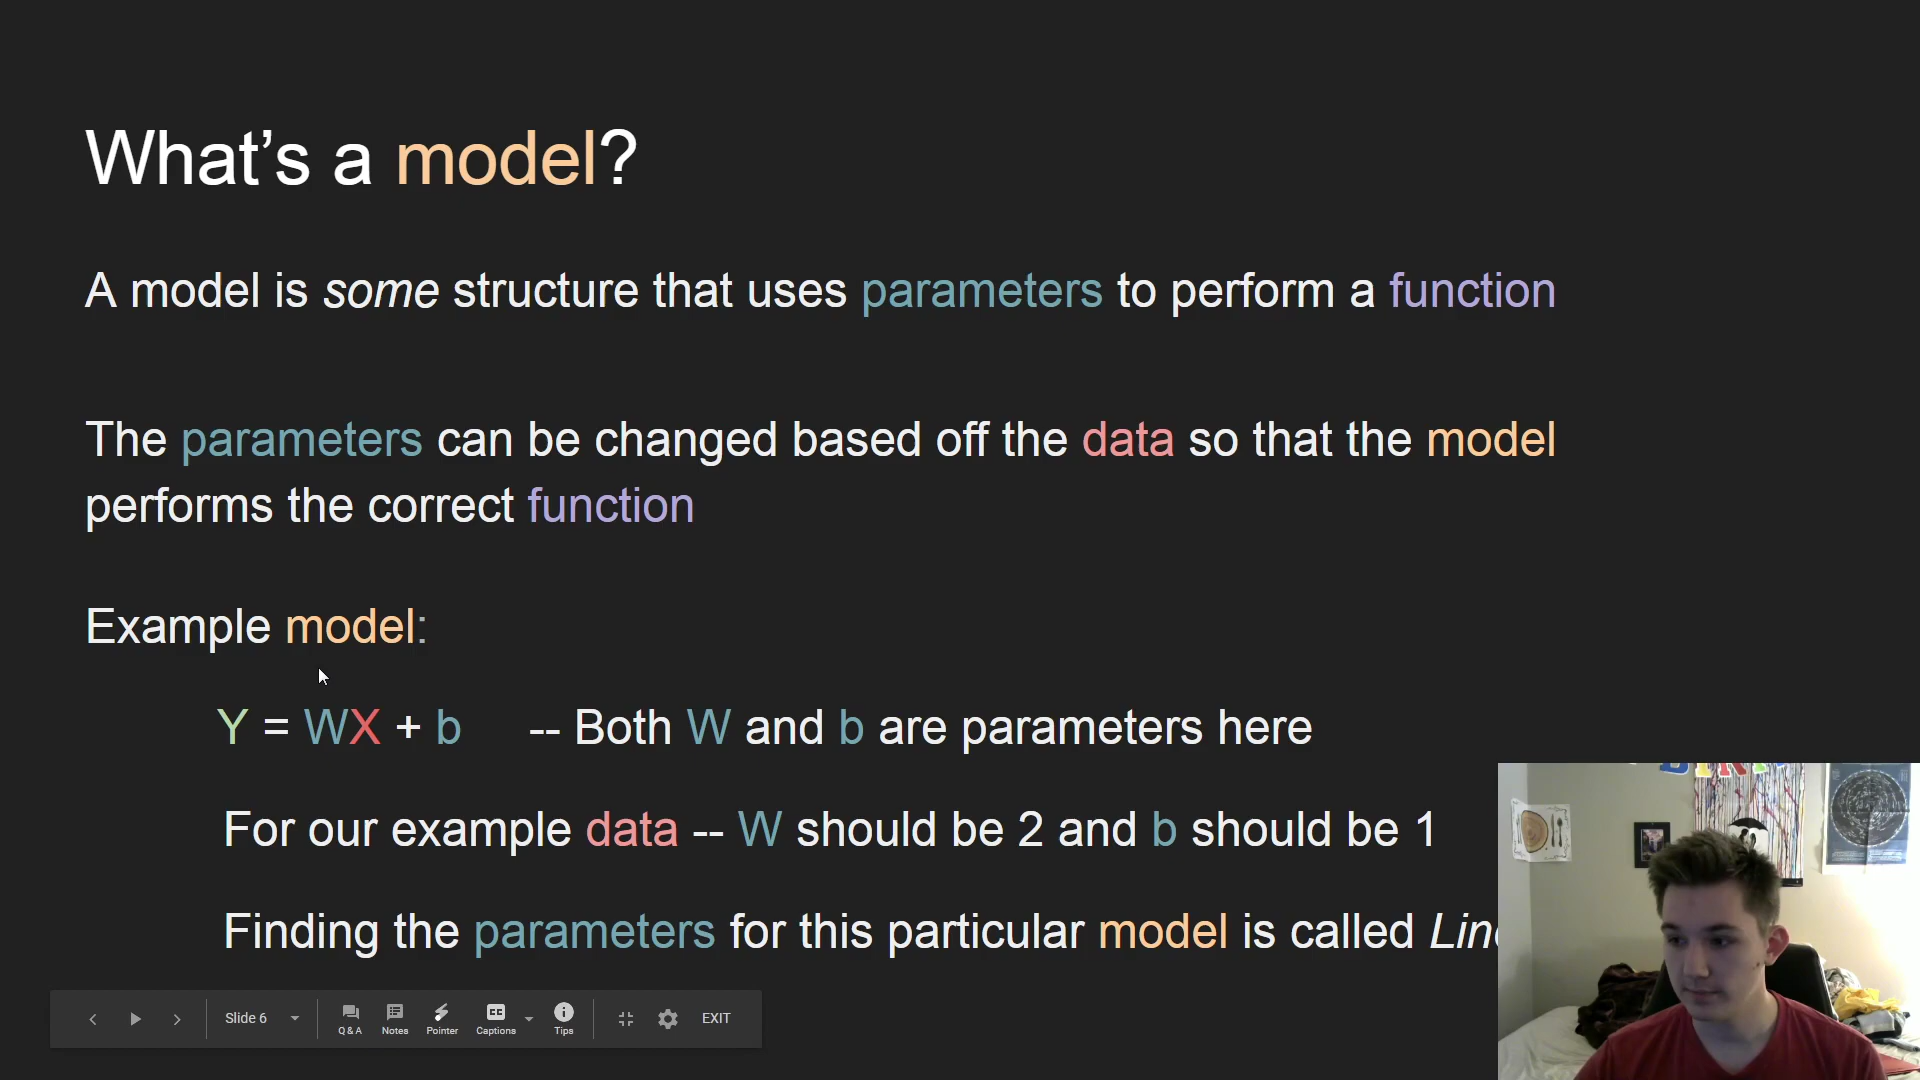 What’s a model?
A model is some structure that uses parameters to perform a function
The parameters can be changed based off the data so that the model
performs the correct function
Example model:
Y = WX + b -- Both W and b are parameters here
For our example data -- W should be 2 and b should be 1
Finding the parameters for this particular model is called
Slide 6
Q&A
Notes
Pointer
Captions
Tips
EXIT